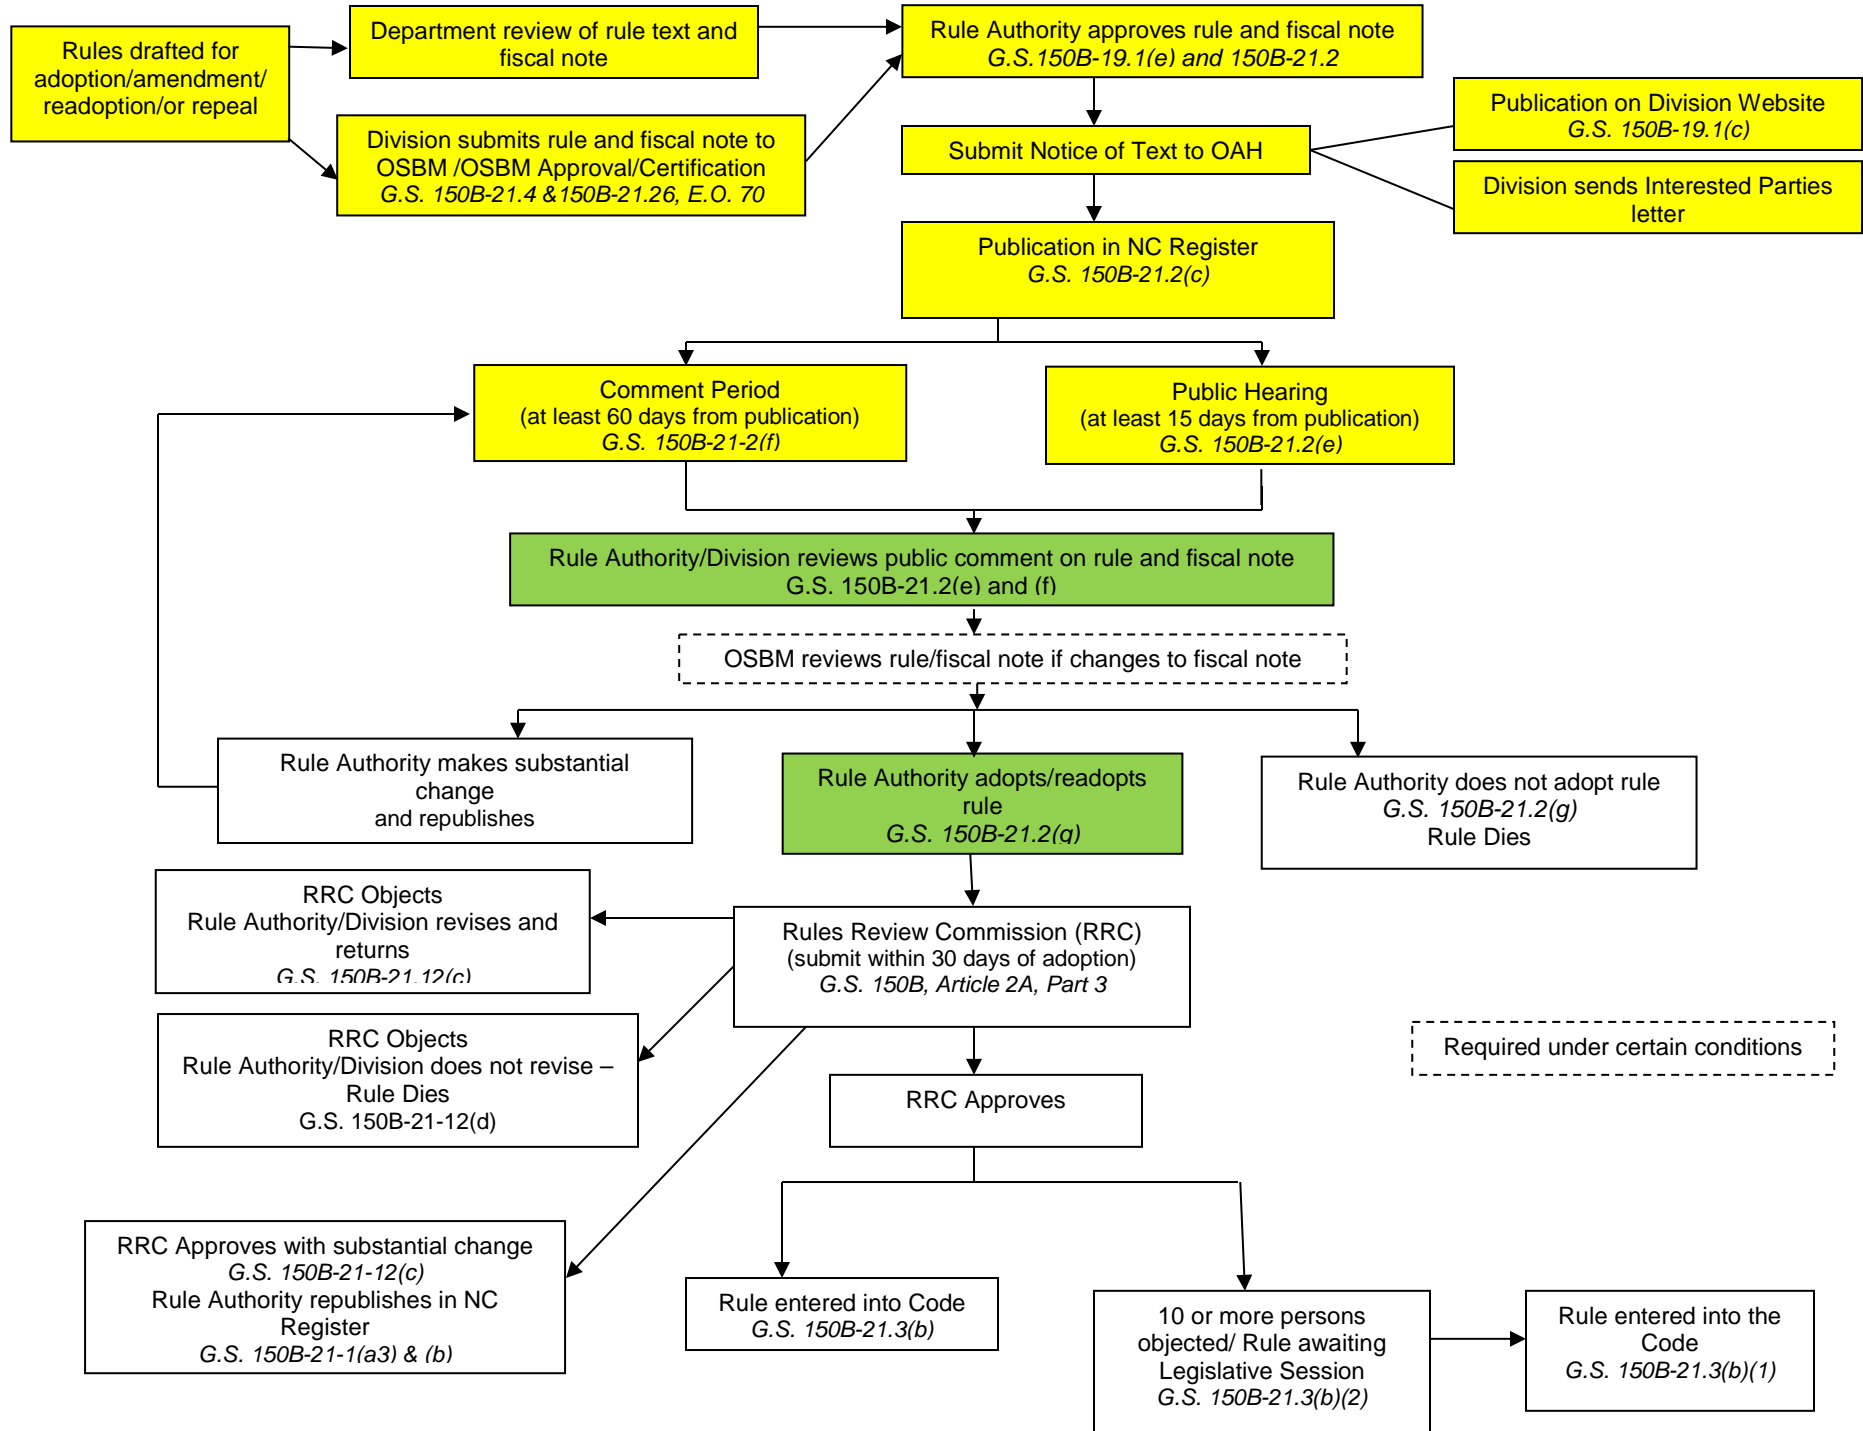 Rules drafted for
adoption/amendment/
readoption/or repeal
Department review of rule text and
fiscal note
Division submits rule and fiscal note to
OSBM /OSBM Approval/Certification
G.S. 150B-21.4 &150B-21.26, E.O. 70
Rule Authority approves rule and fiscal note
G.S.150B-19.1(e) and 150B-21.2
Submit Notice of Text to OAH
Publication on Division Website
G.S. 150B-19.1(c)
Division sends Interested Parties
letter
Publication in NC Register
G.S. 150B-21.2(c)
Comment Period
(at least 60 days from publication)
G.S. 150B-21-2(f)
Public Hearing
(at least 15 days from publication)
G.S. 150B-21.2(e)
Rule Authority/Division reviews public comment on rule and fiscal note
G.S. 150B-21.2(e) and (f)
OSBM reviews rule/fiscal note if changes to fiscal note
Rule Authority makes substantial
change
and republishes
Rule Authority adopts/readopts
rule
G.S. 150B-21.2(g)
Rule Authority does not adopt rule
G.S. 150B-21.2(g)
Rule Dies
RRC Objects
Rule Authority/Division revises and
returns
G.S. 150B-21.12(c)
Rules Review Commission (RRC)
(submit within 30 days of adoption)
G.S. 150B, Article 2A, Part 3
RRC Objects
Rule Authority/Division does not revise –
Rule Dies
G.S. 150B-21-12(d)
Required under certain conditions
RRC Approves
RRC Approves with substantial change
G.S. 150B-21-12(c)
Rule Authority republishes in NC
Register
G.S. 150B-21-1(a3) & (b)
Rule entered into Code
G.S. 150B-21.3(b)
10 or more persons
objected/ Rule awaiting
Legislative Session
G.S. 150B-21.3(b)(2)
Rule entered into the
Code
G.S. 150B-21.3(b)(1)